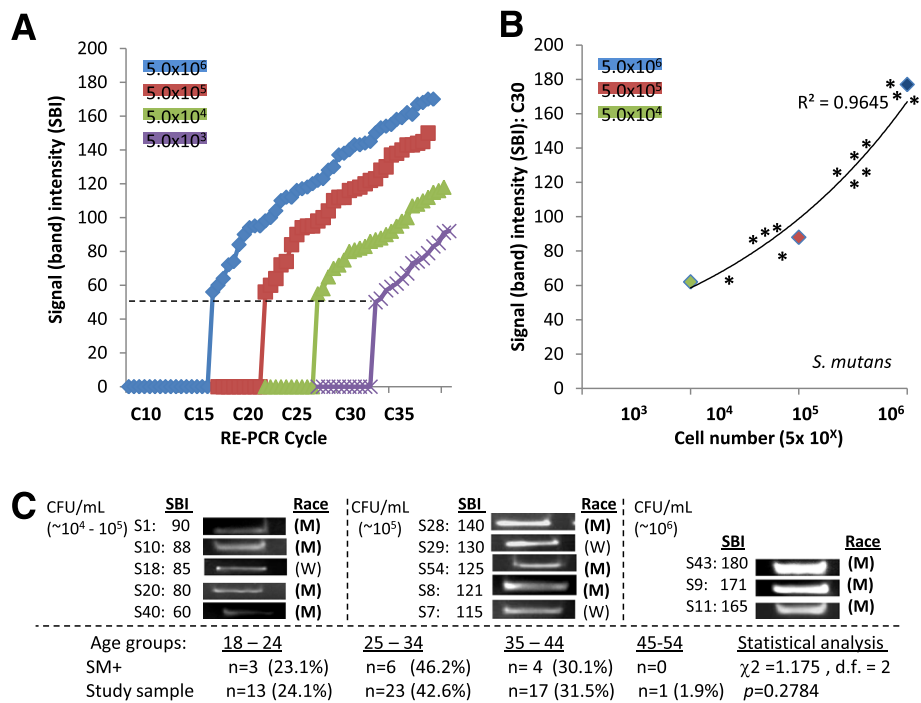 A
200
180
160
140
120
100
80
60
40
20
0
Signal (band) intensity (SBI)
5.0x10⁶
5.0x10⁵
5.0x10⁴
5.0x10³
C10 C15 C20 C25 C30 C35
RE-PCR Cycle
B
200
180
160
140
120
100
80
60
40
20
0
Signal (band) intensity (SBI): C30
5.0x10⁶
5.0x10⁵
5.0x10⁴
R² = 0.9645
* * *
* * * * *
* * * * *
S. mutans
10³ 10⁴ 10⁵ 10⁶
Cell number (5x 10ˣ)
C
CFU/mL SBI Race
(~10⁴ - 10⁵)
S1: 90 (M)
S10: 88 (M)
S18: 85 (W)
S20: 80 (M)
S40: 60 (M)
CFU/mL SBI Race
(~10⁵)
S28: 140 (M)
S29: 130 (W)
S54: 125 (M)
S8: 121 (M)
S7: 115 (W)
CFU/mL
(~10⁶)
SBI Race
S43: 180 (M)
S9: 171 (M)
S11: 165 (M)
Age groups: 18 – 24 25 – 34 35 – 44 45-54 Statistical analysis
SM+ n=3 (23.1%) n=6 (46.2%) n= 4 (30.1%) n=0 χ2 =1.175 , d.f. = 2
Study sample n=13 (24.1%) n=23 (42.6%) n=17 (31.5%) n=1 (1.9%) p=0.2784